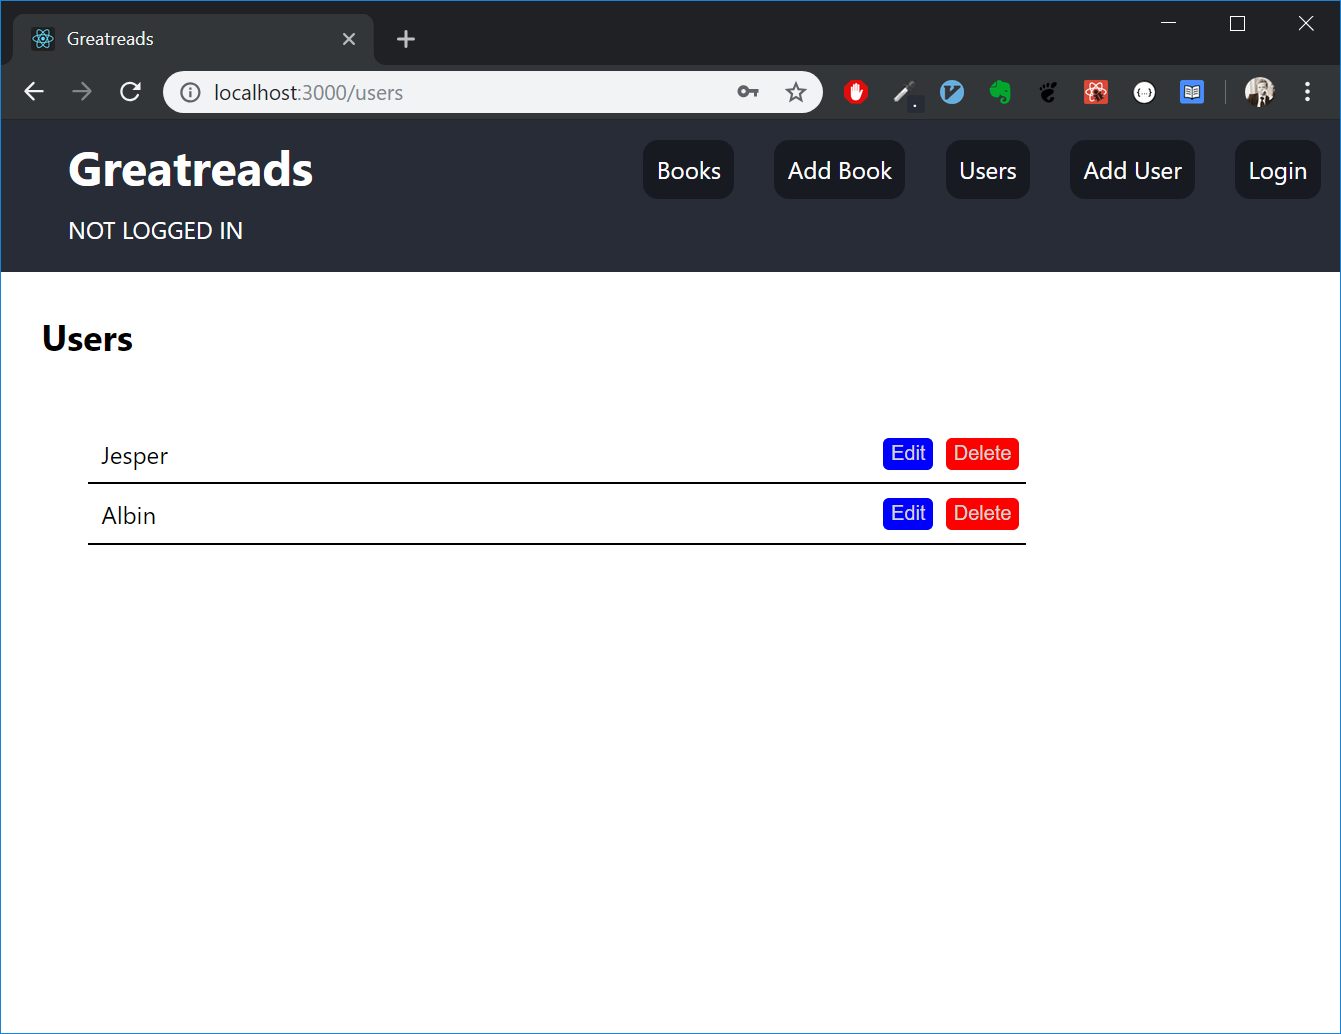 Greatreads
localhost:3000/users
Greatreads
Books
Add Book
Users
Add User
Login
NOT LOGGED IN
Users
Jesper
Edit
Delete
Albin
Edit
Delete